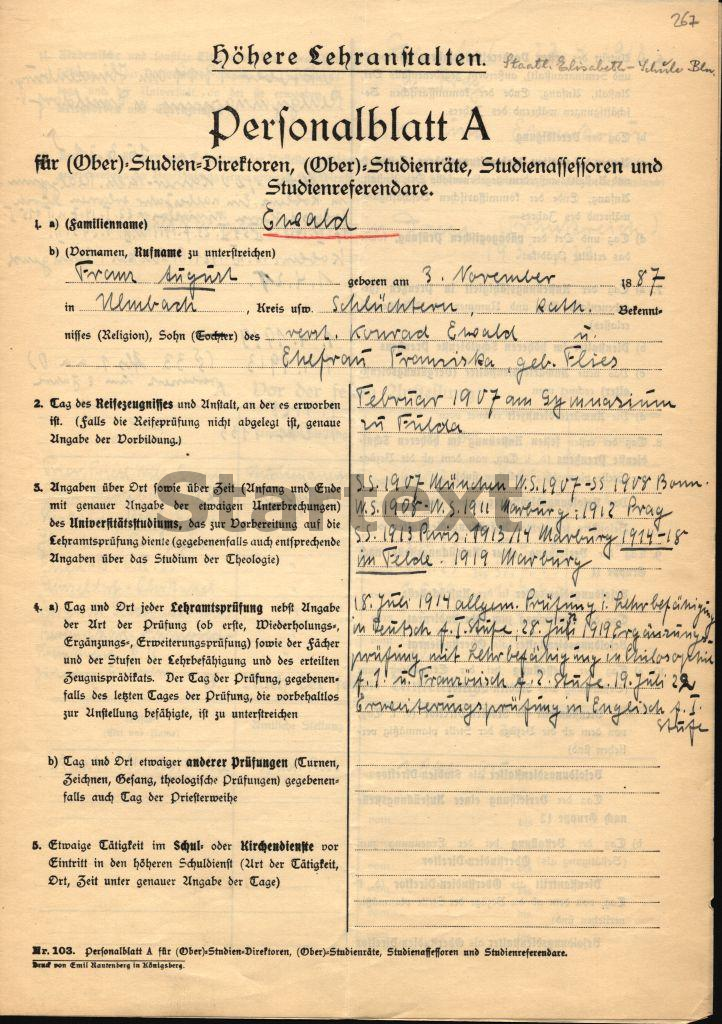 267
Höhere Lehranstalten.
Staatl. Elisabeth-Schule Bln
Personalblatt A
für (Ober)-Studien-Direktoren, (Ober)-Studienräte, Studienassessoren und
Studienreferendare.
1. a) (Familienname) Ewald
b) (Vornamen, Rufname zu unterstreichen)
Franz August geboren am 3. November 1887
in Ulmbach, Kreis usw. Schlüchtern, kath. Bekennt-
nisses (Religion), Sohn (Tochter) des verst. Konrad Ewald u.
Ehefrau Franziska, geb. Flies
2. Tag des Reifezeugnisses und Anstalt, an der es erworben
ist. (Falls die Reifeprüfung nicht abgelegt ist, genaue
Angabe der Vorbildung.)
Februar 1907 am Gymnasium
zu Fulda
3. Angaben über Ort sowie über Zeit (Anfang und Ende
mit genauer Angabe der etwaigen Unterbrechungen)
des Universitätsstudiums, das zur Vorbereitung auf die
Lehramtsprüfung diente (gegebenenfalls auch entsprechende
Angaben über das Studium der Theologie)
S.S. 1907 München W.S. 1907-SS 1908 Bonn.
W.S. 1908-W.S. 1911 Marburg; 1912 Prag
SS. 1913 Paris. 1913/14 Marburg 1914-18
im Felde. 1919 Marburg
4. a) Tag und Ort jeder Lehramtsprüfung nebst Angabe
der Art der Prüfung (ob erste, Wiederholungs-,
Ergänzungs-, Erweiterungsprüfung) sowie der Fächer
und der Stufen der Lehrbefähigung und des erteilten
Zeugnisprädikats. Der Tag der Prüfung, gegebenen-
falls des letzten Tages der Prüfung, die vorbehaltlos
zur Anstellung befähigte, ist zu unterstreichen
18. Juli 1914 allgem. Prüfung i. Lehrbefähigung
in Deutsch f. I. Stufe. 28. Juli 1919 Ergänzungs-
prüfung mit Lehrbefähigung in Philosophie
f. 1 u. Französisch f. 2. Stufe. 19. Juli 22
Erweiterungsprüfung in Englisch f. I.
Stufe
b) Tag und Ort etwaiger anderer Prüfungen (Turnen,
Zeichnen, Gesang, theologische Prüfungen) gegebenen-
falls auch Tag der Priesterweihe
5. Etwaige Tätigkeit im Schul- oder Kirchendienste vor
Eintritt in den höheren Schuldienst (Art der Tätigkeit,
Ort, Zeit unter genauer Angabe der Tage)
Startext
Nr. 103. Personalblatt A für (Ober)-Studien-Direktoren, (Ober)-Studienräte, Studienassessoren und Studienreferendare.
Druck von Emil Rautenberg in Königsberg.